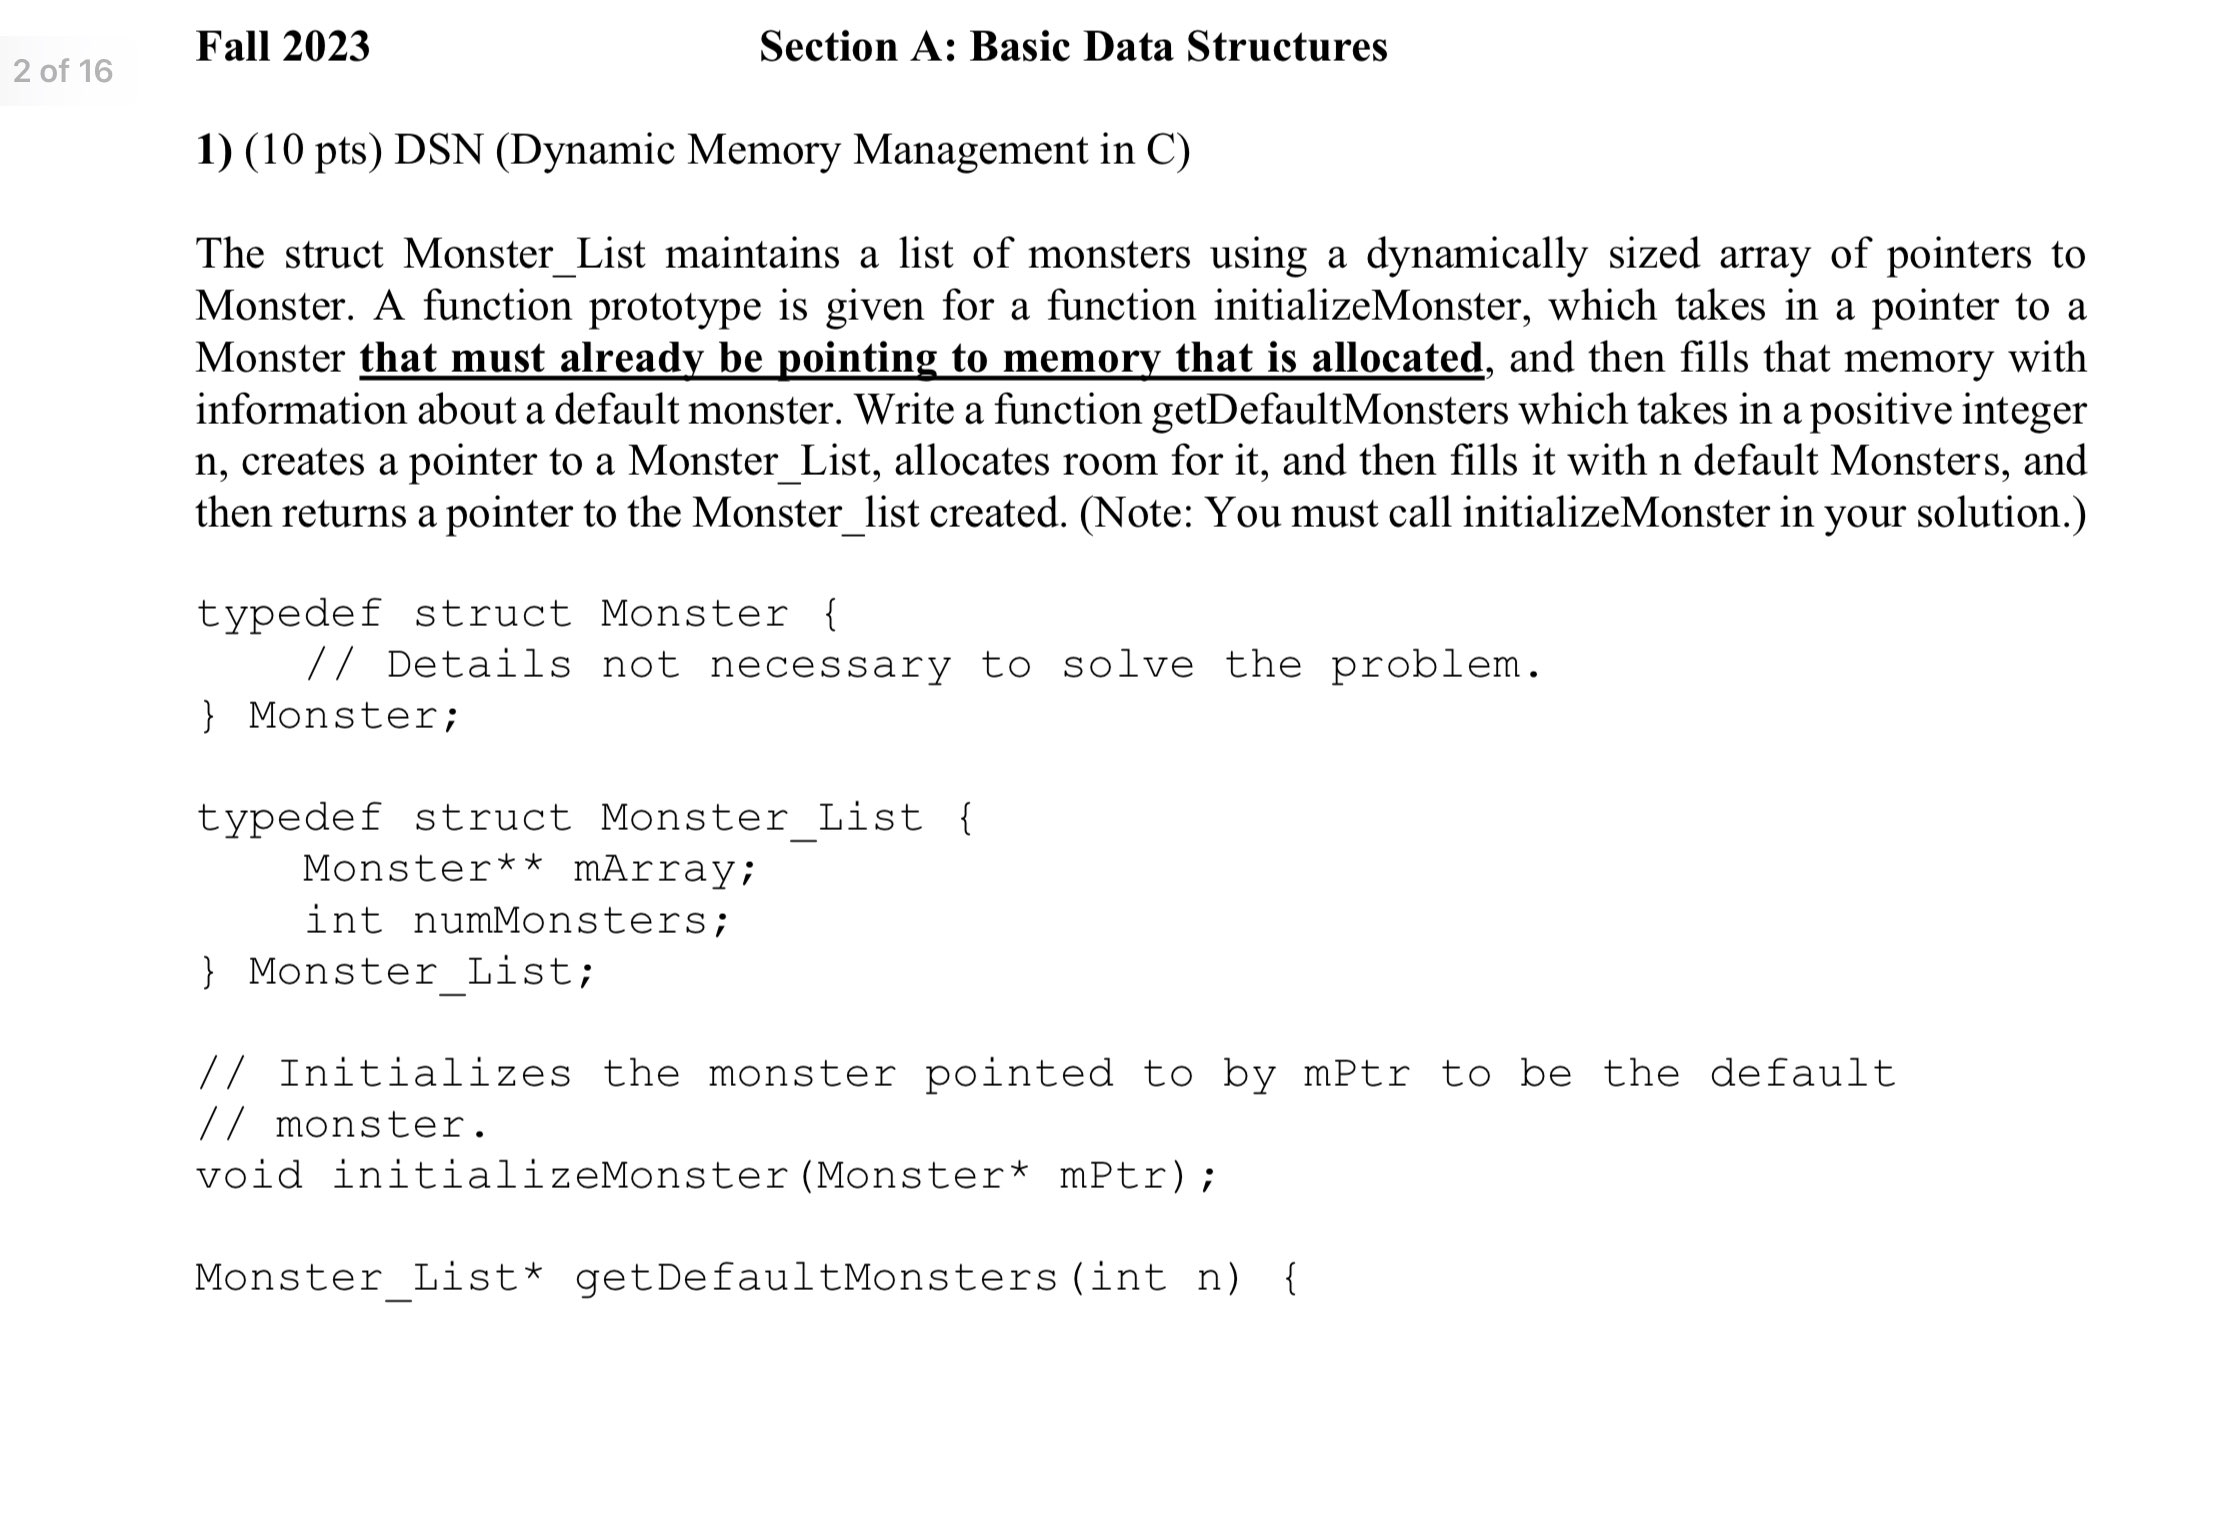 Fall 2023 Section A: Basic Data Structures
2 of 16
1) (10 pts) DSN (Dynamic Memory Management in C)
The struct Monster_List maintains a list of monsters using a dynamically sized array of pointers to
Monster. A function prototype is given for a function initializeMonster, which takes in a pointer to a
Monster that must already be pointing to memory that is allocated, and then fills that memory with
information about a default monster. Write a function getDefaultMonsters which takes in a positive integer
n, creates a pointer to a Monster_List, allocates room for it, and then fills it with n default Monsters, and
then returns a pointer to the Monster_list created. (Note: You must call initializeMonster in your solution.)
typedef struct Monster {
    // Details not necessary to solve the problem.
} Monster;
typedef struct Monster_List {
    Monster** mArray;
    int numMonsters;
} Monster_List;
// Initializes the monster pointed to by mPtr to be the default
// monster.
void initializeMonster(Monster* mPtr);
Monster_List* getDefaultMonsters(int n) {